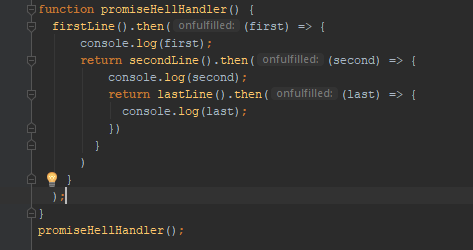 function promiseHellHandler() {
  firstLine().then( onfulfilled: (first) => {
      console.log(first);
      return secondLine().then( onfulfilled: (second) => {
          console.log(second);
          return lastLine().then( onfulfilled: (last) => {
            console.log(last);
          })
        }
      )
    }
  );
}
promiseHellHandler();